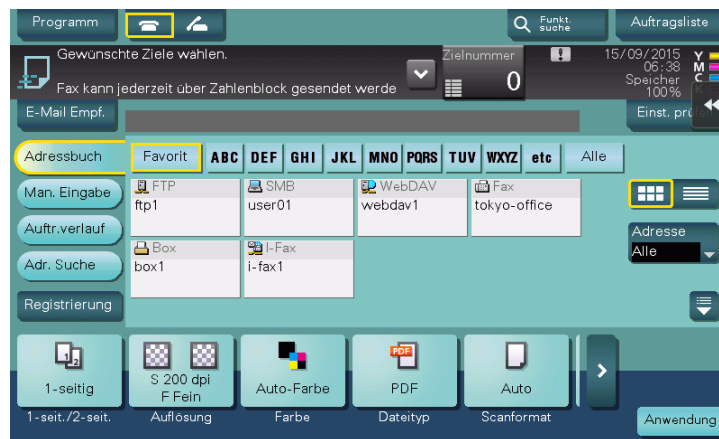 Programm
Funkt. suche
Auftragsliste
Gewünschte Ziele wählen.
Zielnummer
15/09/2015
06:38
Speicher
100%
Y
M
C
K
Fax kann jederzeit über Zahlenblock gesendet werde
0
E-Mail Empf.
Einst. prüfen
Adressbuch
Favorit ABC DEF GHI JKL MNO PQRS TUV WXYZ etc Alle
Man. Eingabe
FTP
ftp1
SMB
user01
WebDAV
webdav1
Fax
tokyo-office
Auftr.verlauf
Adresse
Alle
Adr. Suche
Box
box1
I-Fax
i-fax1
Registrierung
1-seitig
S 200 dpi
F Fein
Auto-Farbe
PDF
PDF
Auto
1-seit./2-seit.
Auflösung
Farbe
Dateityp
Scanformat
Anwendung